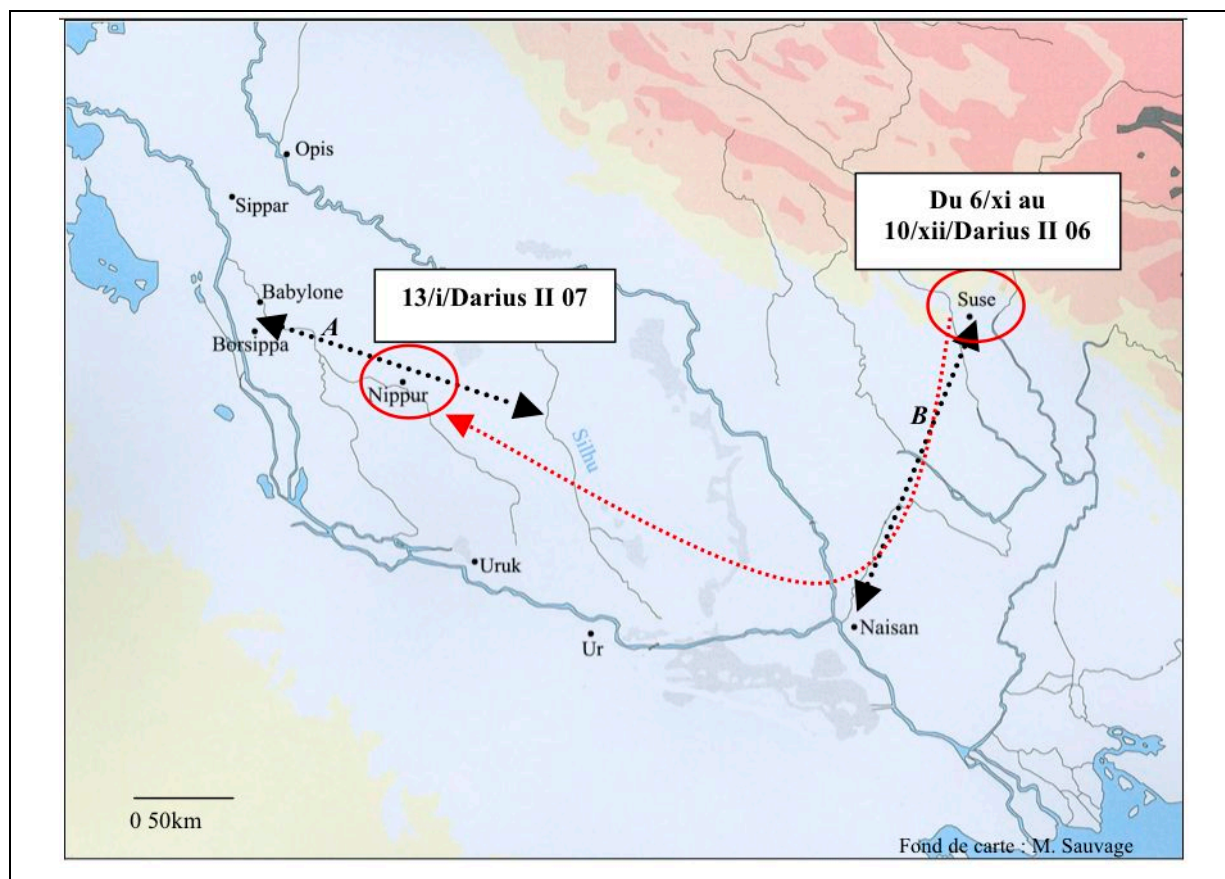 Opis
Sippar
Du 6/xi au
10/xii/Darius II 06
13/i/Darius II 07
Babylone
Suse
A
Borsippa
Nippur
B
Silhu
Uruk
Naisan
Ur
0 50km
Fond de carte : M. Sauvage